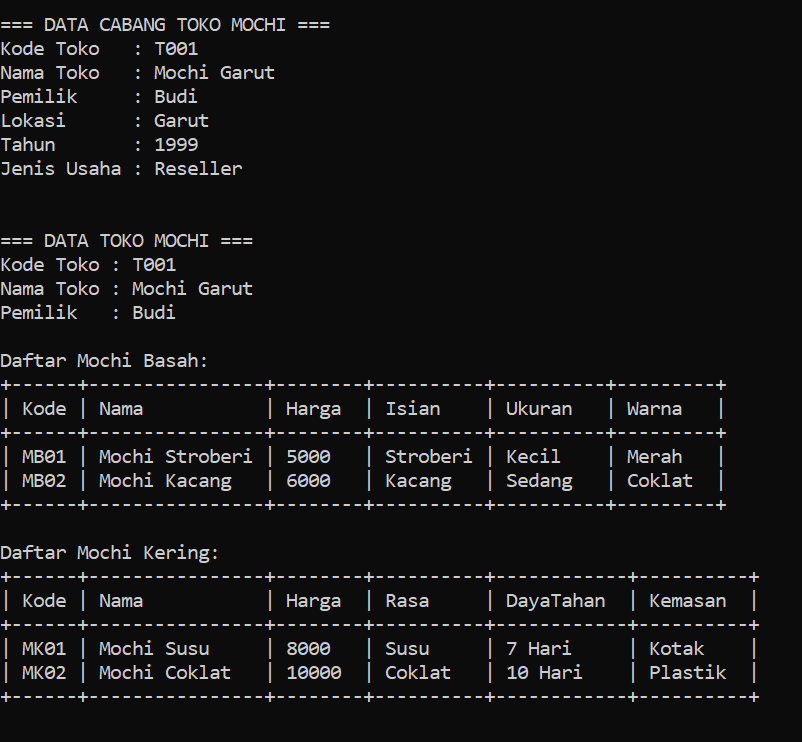 === DATA CABANG TOKO MOCHI ===
Kode Toko   : T001
Nama Toko   : Mochi Garut
Pemilik     : Budi
Lokasi      : Garut
Tahun       : 1999
Jenis Usaha : Reseller
=== DATA TOKO MOCHI ===
Kode Toko : T001
Nama Toko : Mochi Garut
Pemilik   : Budi
Daftar Mochi Basah:
+------+----------------+--------+----------+----------+---------+
| Kode | Nama           | Harga  | Isian    | Ukuran   | Warna   |
+------+----------------+--------+----------+----------+---------+
| MB01 | Mochi Stroberi | 5000   | Stroberi | Kecil    | Merah   |
| MB02 | Mochi Kacang   | 6000   | Kacang   | Sedang   | Coklat  |
+------+----------------+--------+----------+----------+---------+
Daftar Mochi Kering:
+------+----------------+--------+----------+------------+----------+
| Kode | Nama           | Harga  | Rasa     | DayaTahan  | Kemasan  |
+------+----------------+--------+----------+------------+----------+
| MK01 | Mochi Susu     | 8000   | Susu     | 7 Hari     | Kotak    |
| MK02 | Mochi Coklat   | 10000  | Coklat   | 10 Hari    | Plastik  |
+------+----------------+--------+----------+------------+----------+